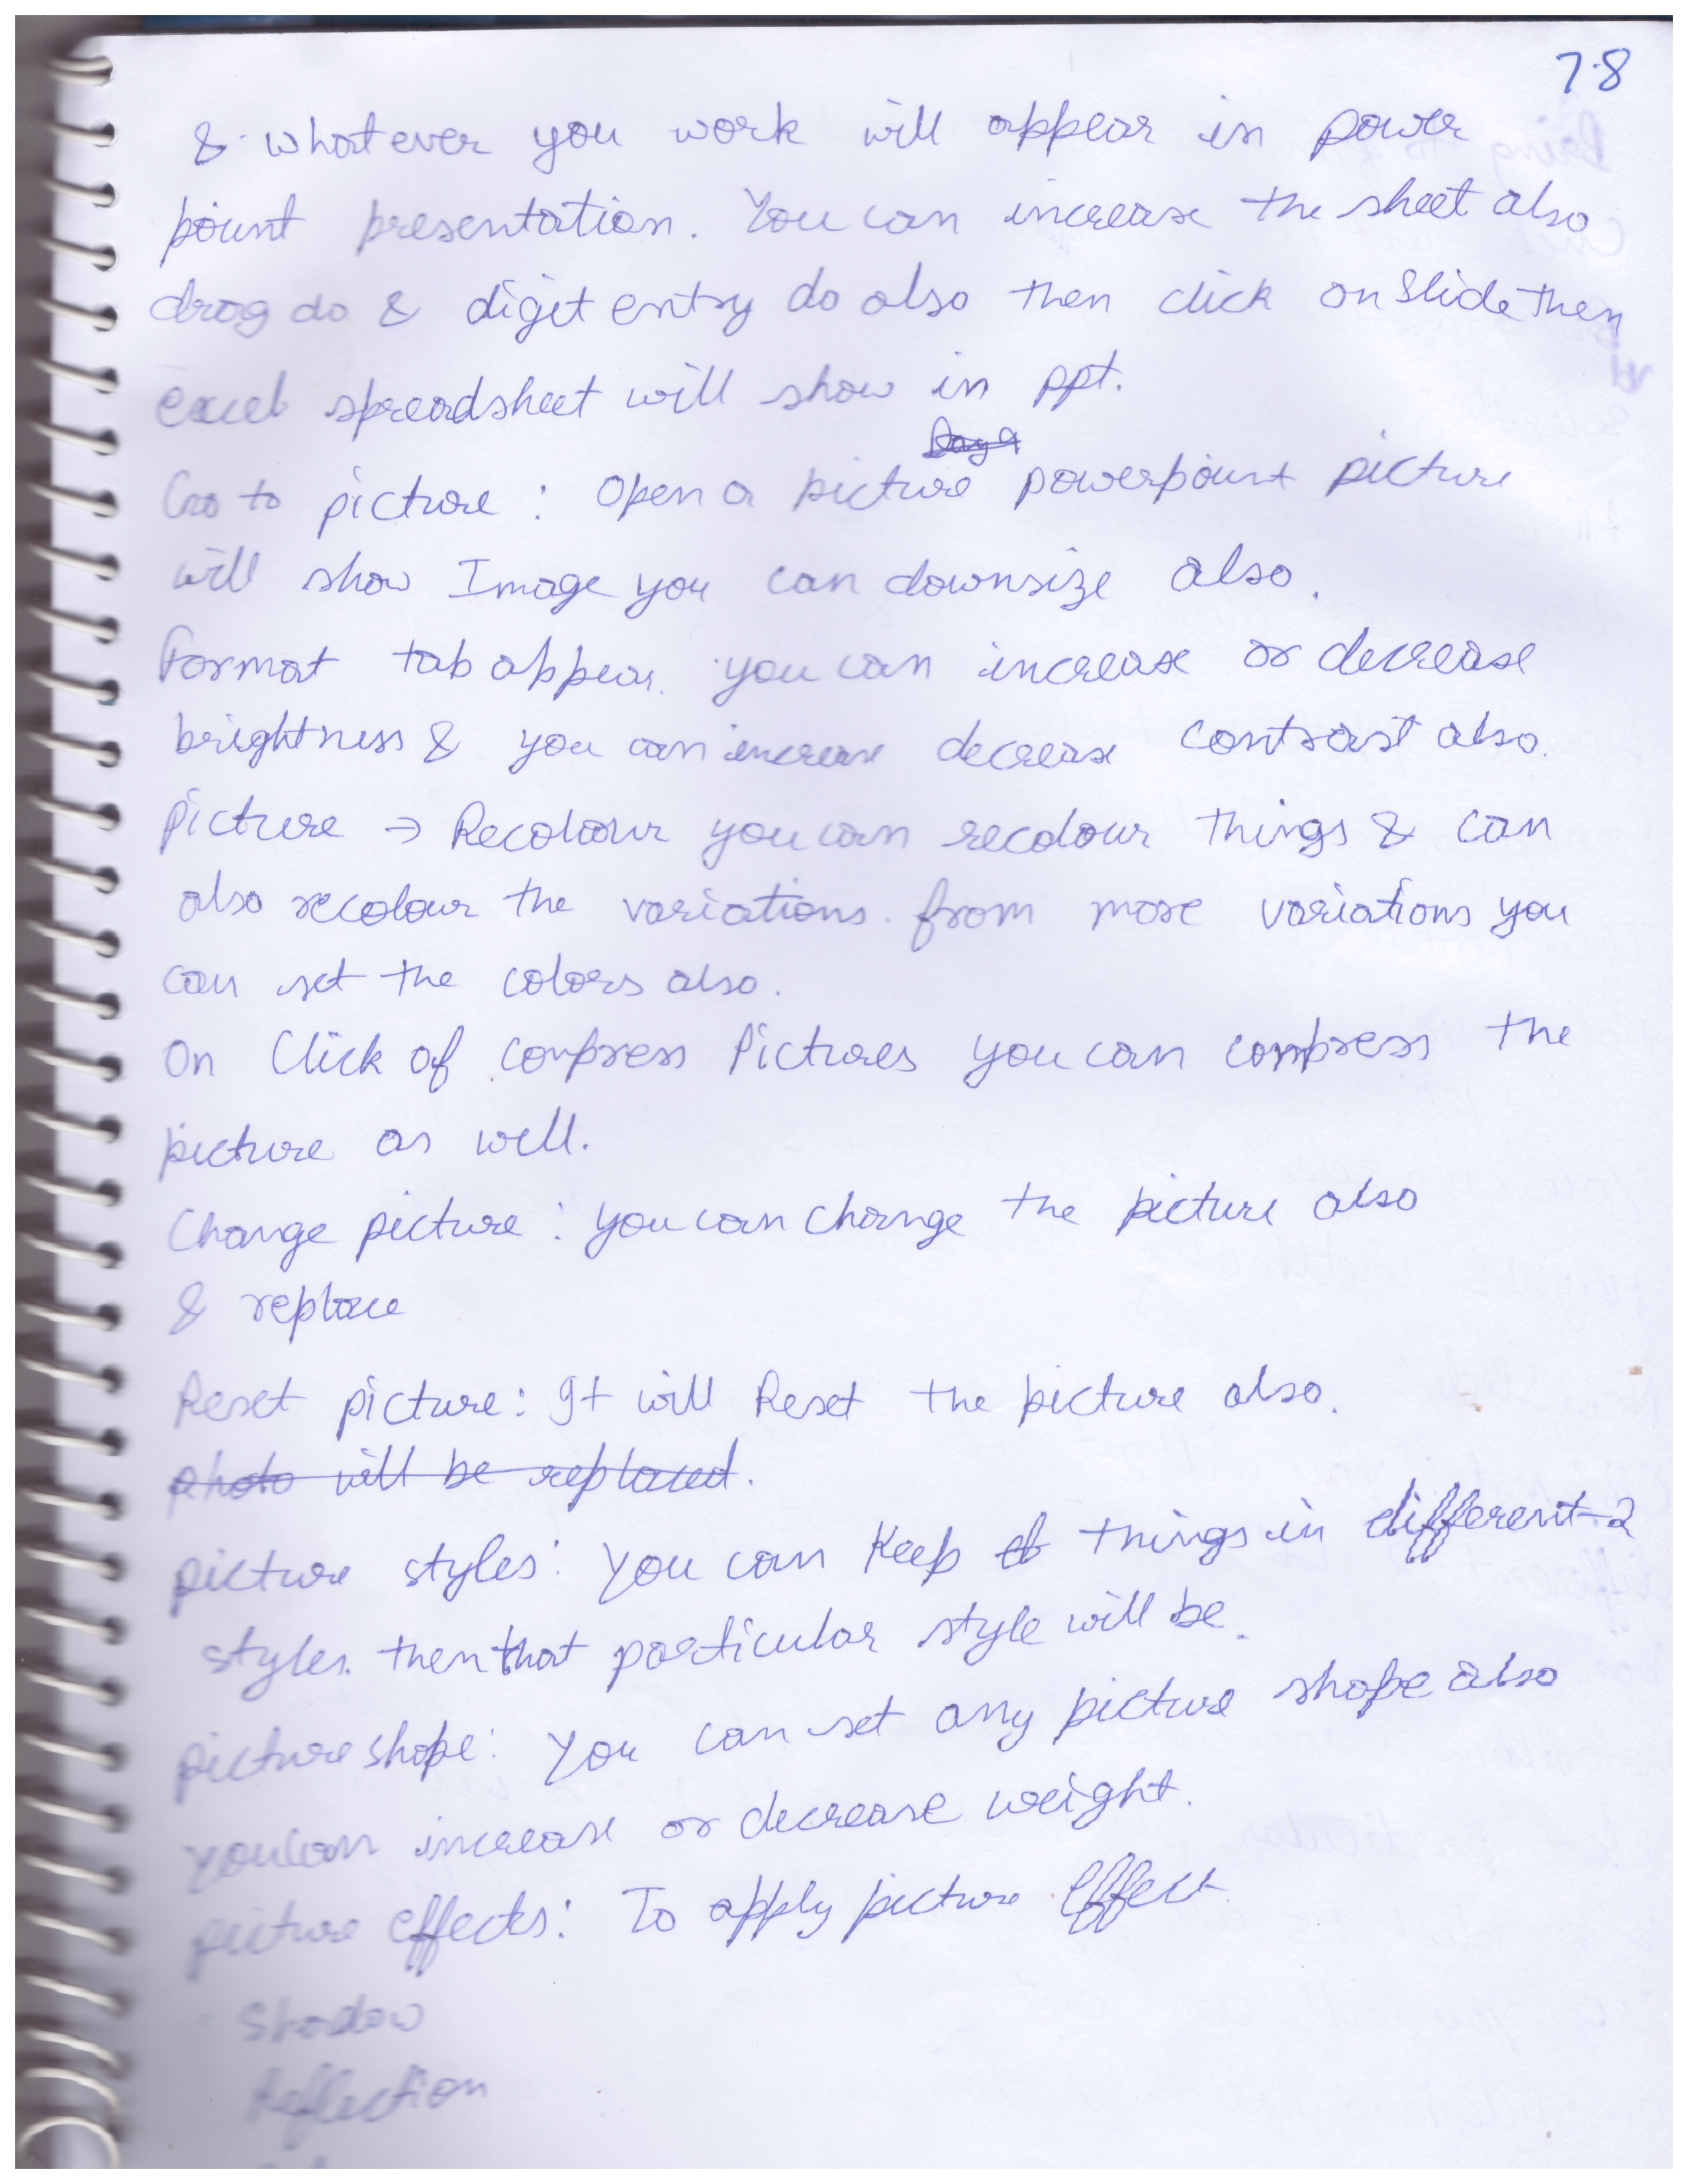 7.8
& whatever you work will appear in power
point presentation. You can increase the sheet also
drag do & digit entry do also then click on Slide then
excel spreadsheet will show in ppt.
Go to picture : Open a picture powerpoint picture
will show Image you can downsize also.
Format tab appear. you can increase or decrease
brightness & you can increase decrease contrast also.
Picture → Recolour you can recolour things & can
also recolour the variations. from more variations you
can set the colors also.
On Click of compress Pictures you can compress the
picture as well.
Change picture : you can change the picture also
& replace
Reset picture : It will Reset the picture also.
photo will be replaced.
picture styles : You can Keep things in different-2
styles. then that particular style will be.
picture shape : You can set any picture shape also
you can increase or decrease weight.
picture effects : To apply picture Effect
Shadow
Reflection